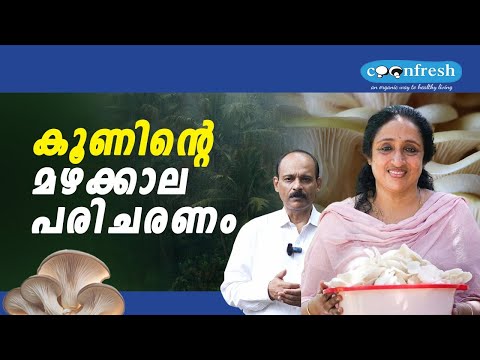 coonfresh
an organic way to healthy living
കൂണിന്റെ
മഴക്കാല
പരിചരണം